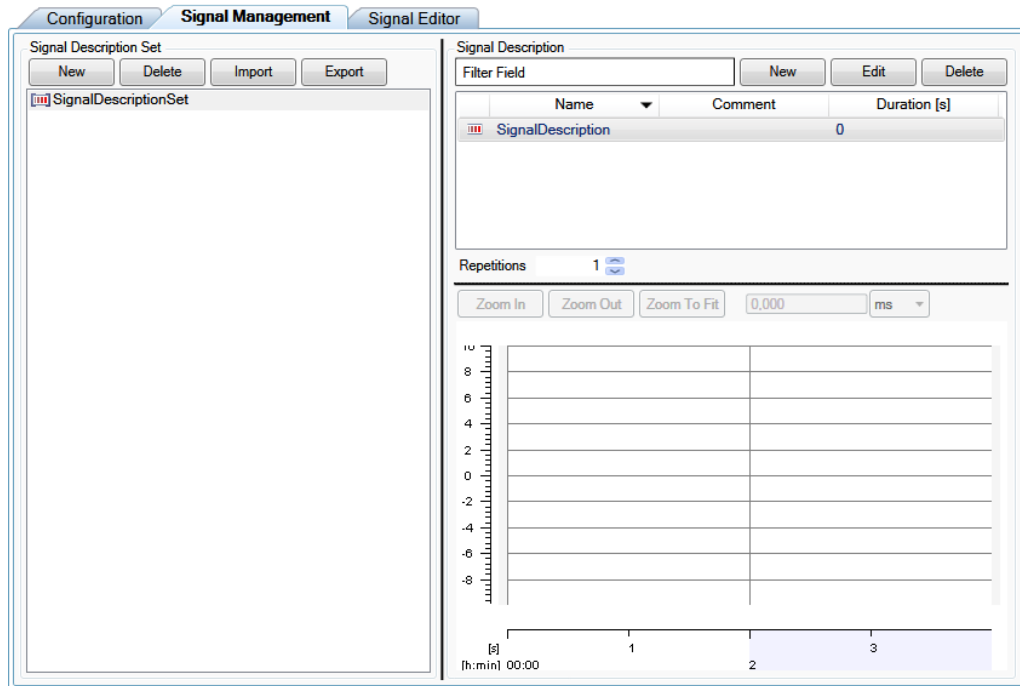 Configuration Signal Management Signal Editor
Signal Description Set
New Delete Import Export
SignalDescriptionSet
Signal Description
Filter Field New Edit Delete
Name Comment Duration [s]
SignalDescription 0
Repetitions 1
Zoom In Zoom Out Zoom To Fit 0,000 ms
10
8
6
4
2
0
-2
-4
-6
-8
[s] 1 3
[h:min] 00:00 2